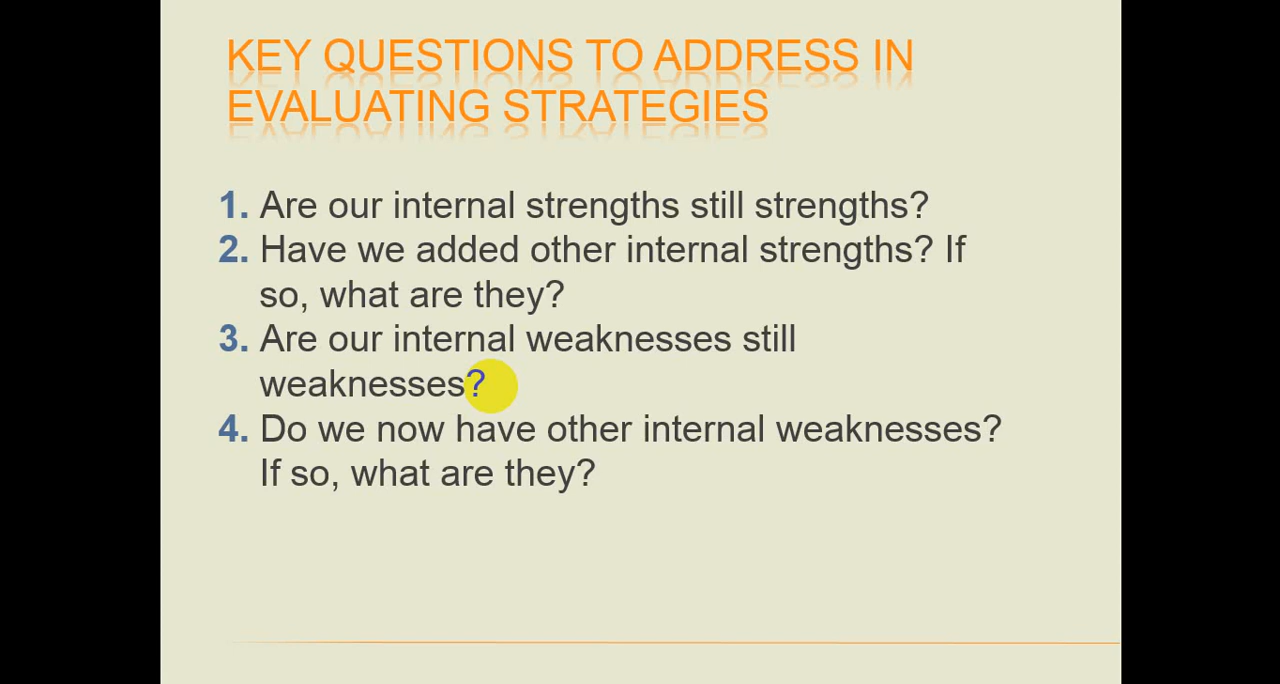 KEY QUESTIONS TO ADDRESS IN
EVALUATING STRATEGIES
1. Are our internal strengths still strengths?
2. Have we added other internal strengths? If
so, what are they?
3. Are our internal weaknesses still
weaknesses?
4. Do we now have other internal weaknesses?
If so, what are they?